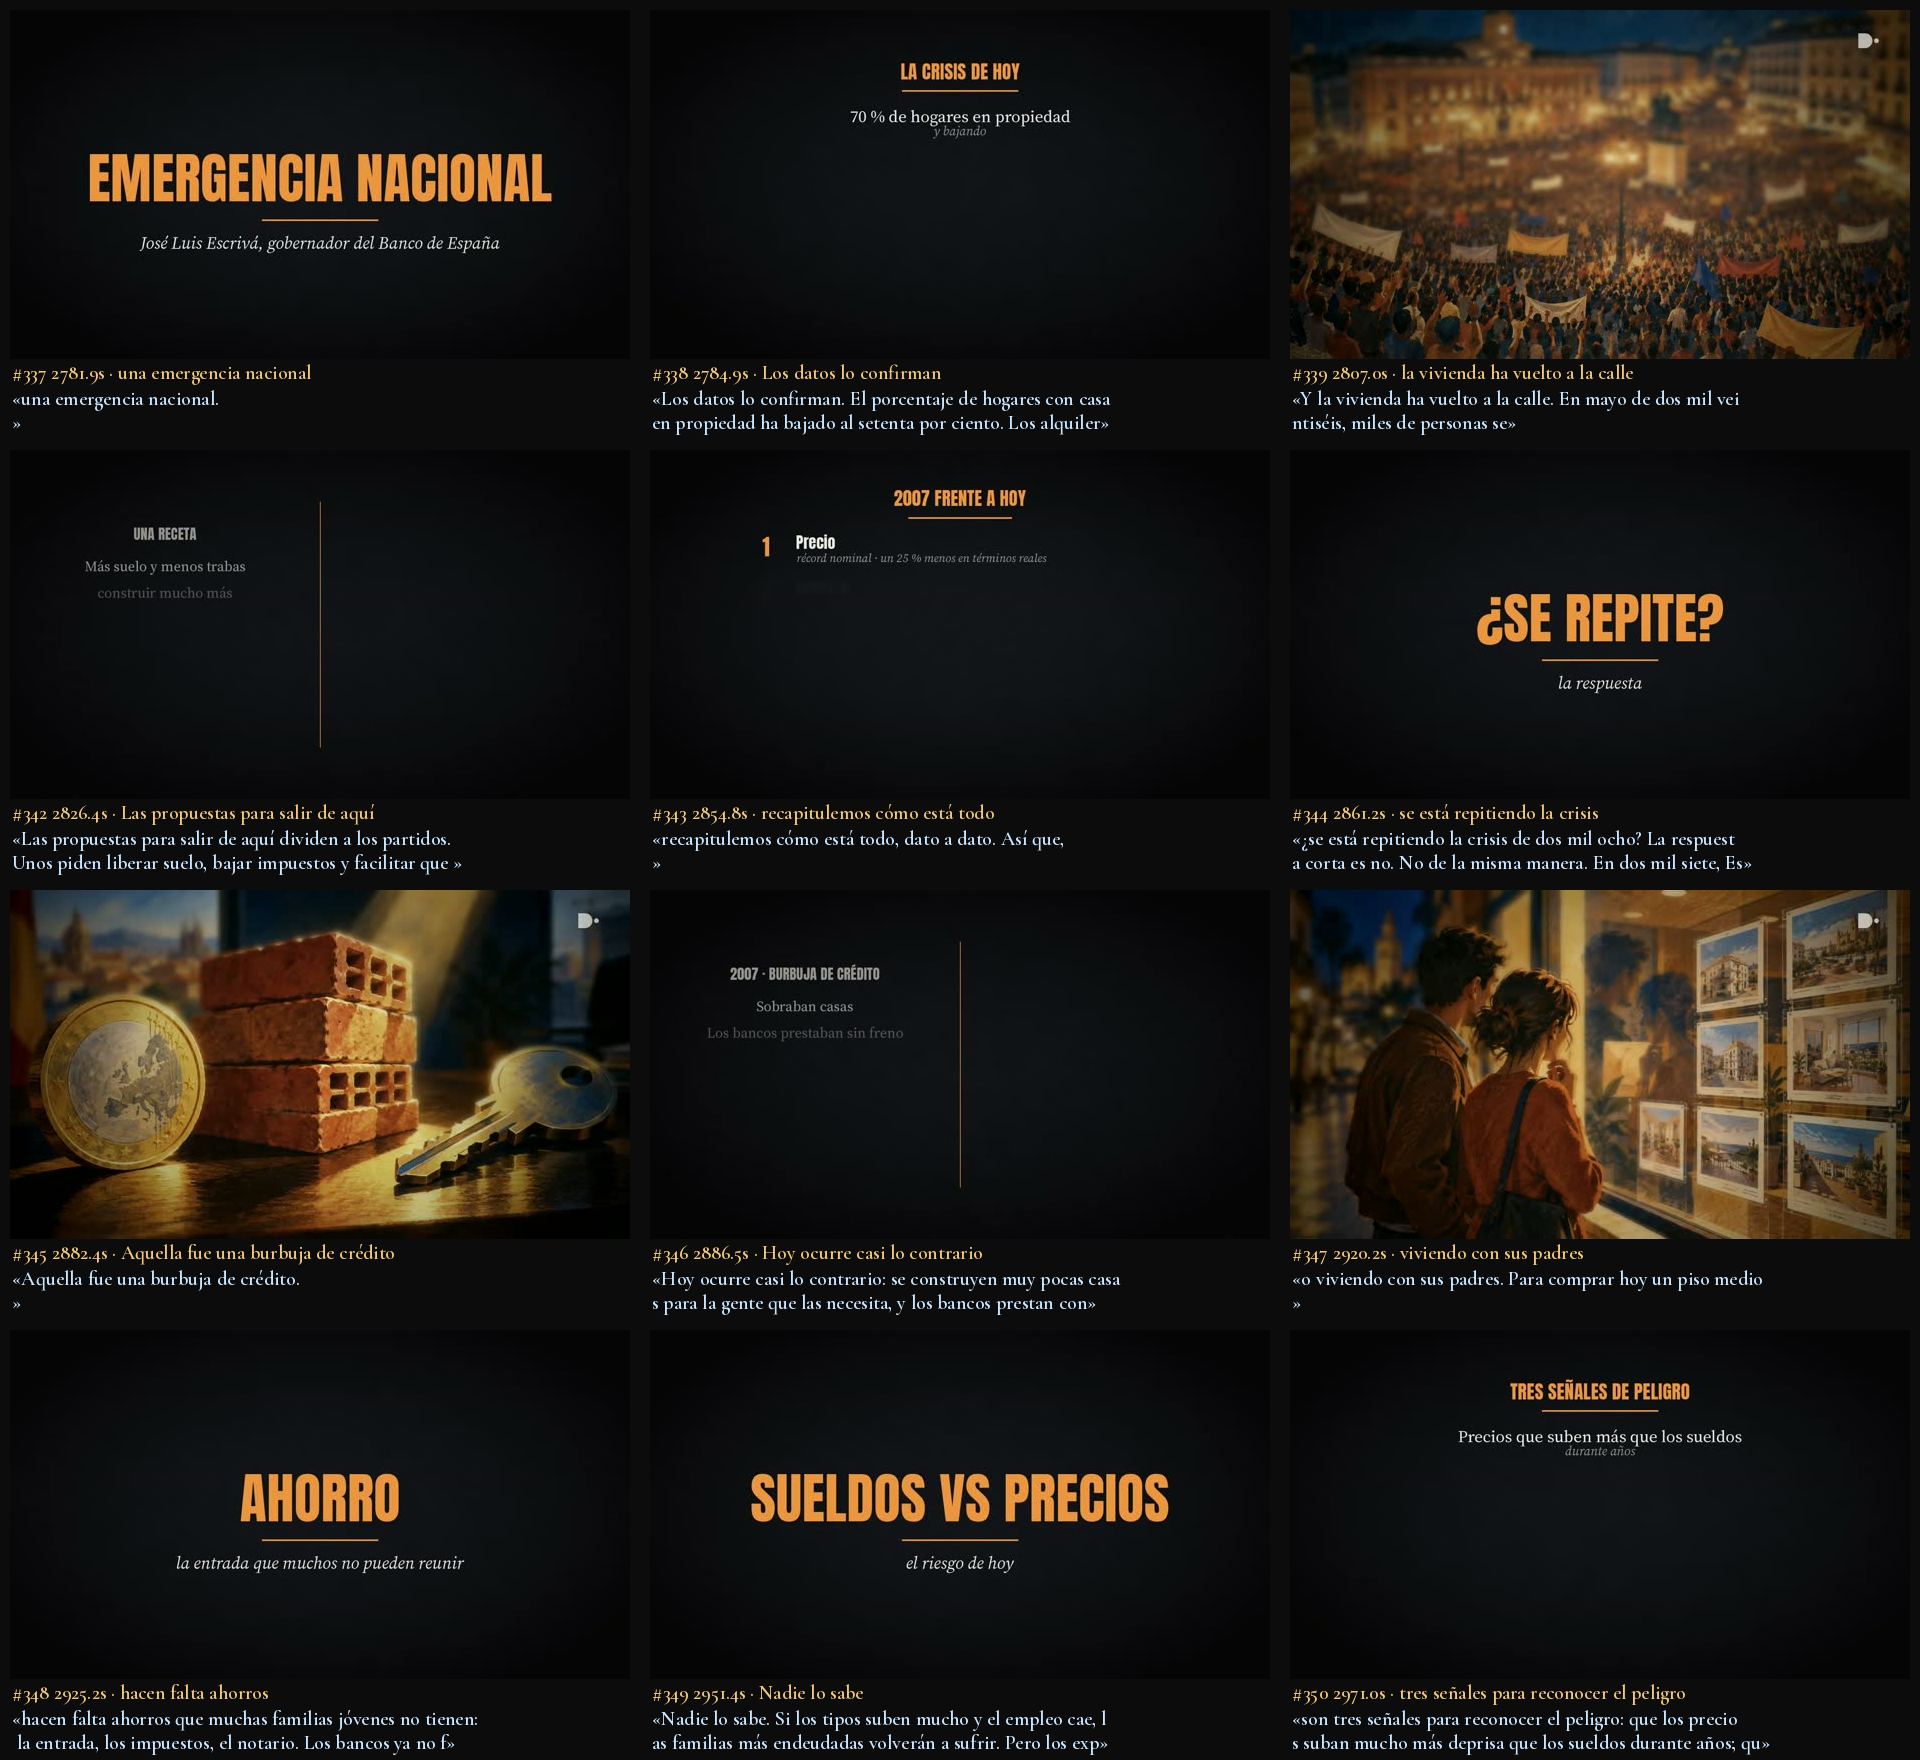 EMERGENCIA NACIONAL
José Luis Escrivá, gobernador del Banco de España
#337 2781.9s · una emergencia nacional
«una emergencia nacional.
»
LA CRISIS DE HOY
70 % de hogares en propiedad
y bajando
#338 2784.9s · Los datos lo confirman
«Los datos lo confirman. El porcentaje de hogares con casa
en propiedad ha bajado al setenta por ciento. Los alquiler»
#339 2807.0s · la vivienda ha vuelto a la calle
«Y la vivienda ha vuelto a la calle. En mayo de dos mil vei
ntiséis, miles de personas se»
UNA RECETA
Más suelo y menos trabas
construir mucho más
#342 2826.4s · Las propuestas para salir de aquí
«Las propuestas para salir de aquí dividen a los partidos.
Unos piden liberar suelo, bajar impuestos y facilitar que »
2007 FRENTE A HOY
1 Precio
récord nominal · un 25 % menos en términos reales
#343 2854.8s · recapitulemos cómo está todo
«recapitulemos cómo está todo, dato a dato. Así que,
»
¿SE REPITE?
la respuesta
#344 2861.2s · se está repitiendo la crisis
«¿se está repitiendo la crisis de dos mil ocho? La respuest
a corta es no. No de la misma manera. En dos mil siete, Es»
#345 2882.4s · Aquella fue una burbuja de crédito
«Aquella fue una burbuja de crédito.
»
2007 · BURBUJA DE CRÉDITO
Sobraban casas
Los bancos prestaban sin freno
#346 2886.5s · Hoy ocurre casi lo contrario
«Hoy ocurre casi lo contrario: se construyen muy pocas casa
s para la gente que las necesita, y los bancos prestan con»
#347 2920.2s · viviendo con sus padres
«o viviendo con sus padres. Para comprar hoy un piso medio
»
AHORRO
la entrada que muchos no pueden reunir
#348 2925.2s · hacen falta ahorros
«hacen falta ahorros que muchas familias jóvenes no tienen:
la entrada, los impuestos, el notario. Los bancos ya no f»
SUELDOS VS PRECIOS
el riesgo de hoy
#349 2951.4s · Nadie lo sabe
«Nadie lo sabe. Si los tipos suben mucho y el empleo cae, l
as familias más endeudadas volverán a sufrir. Pero los exp»
TRES SEÑALES DE PELIGRO
Precios que suben más que los sueldos
durante años
#350 2971.0s · tres señales para reconocer el peligro
«son tres señales para reconocer el peligro: que los precio
s suban mucho más deprisa que los sueldos durante años; qu»